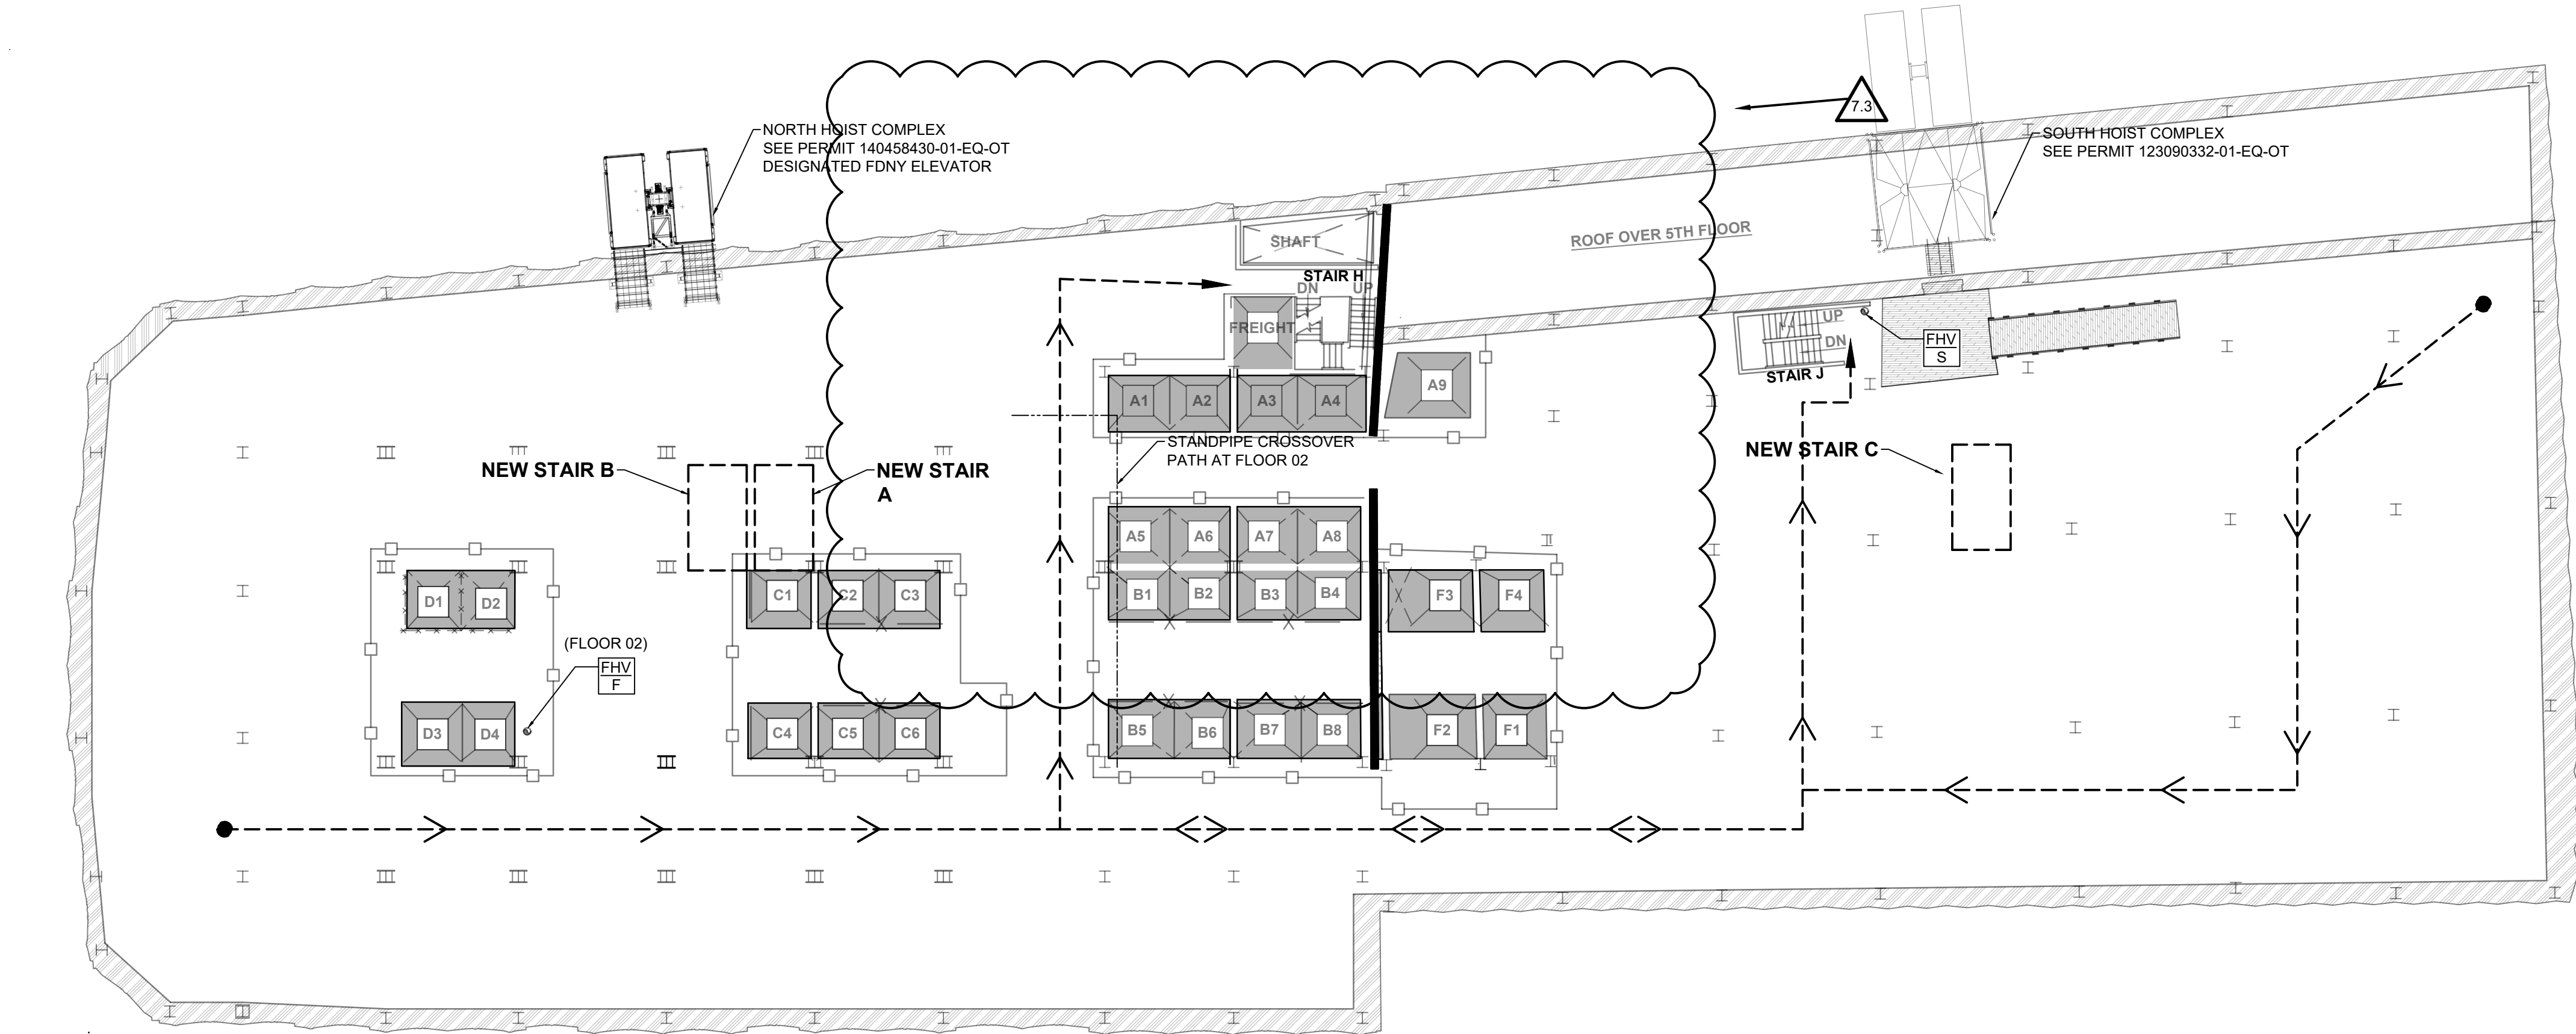 7.3
NORTH HOIST COMPLEX
SEE PERMIT 140458430-01-EQ-OT
DESIGNATED FDNY ELEVATOR
SOUTH HOIST COMPLEX
SEE PERMIT 123090332-01-EQ-OT
SHAFT
ROOF OVER 5TH FLOOR
STAIR H
DN UP
FREIGHT
UP
DN
STAIR J
FHV
S
A1 A2 A3 A4 A9
STANDPIPE CROSSOVER
PATH AT FLOOR 02
NEW STAIR B
NEW STAIR
A
NEW STAIR C
A5 A6 A7 A8
D1 D2 C1 C2 C3 B1 B2 B3 B4 F3 F4
(FLOOR 02)
FHV
F
D3 D4 C4 C5 C6 B5 B6 B7 B8 F2 F1